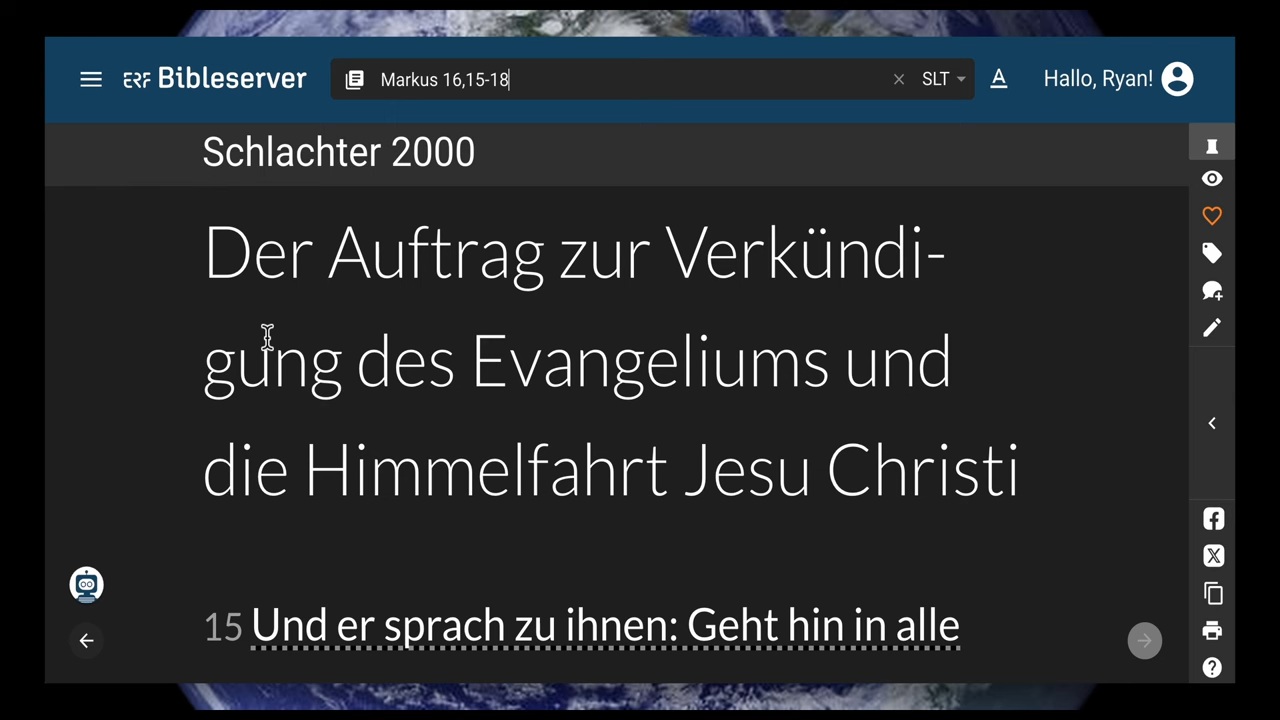 ERF Bibleserver
Markus 16,15-18
SLT
A
Hallo, Ryan!
Schlachter 2000
Der Auftrag zur Verkündi-
gung des Evangeliums und
die Himmelfahrt Jesu Christi
15 Und er sprach zu ihnen: Geht hin in alle